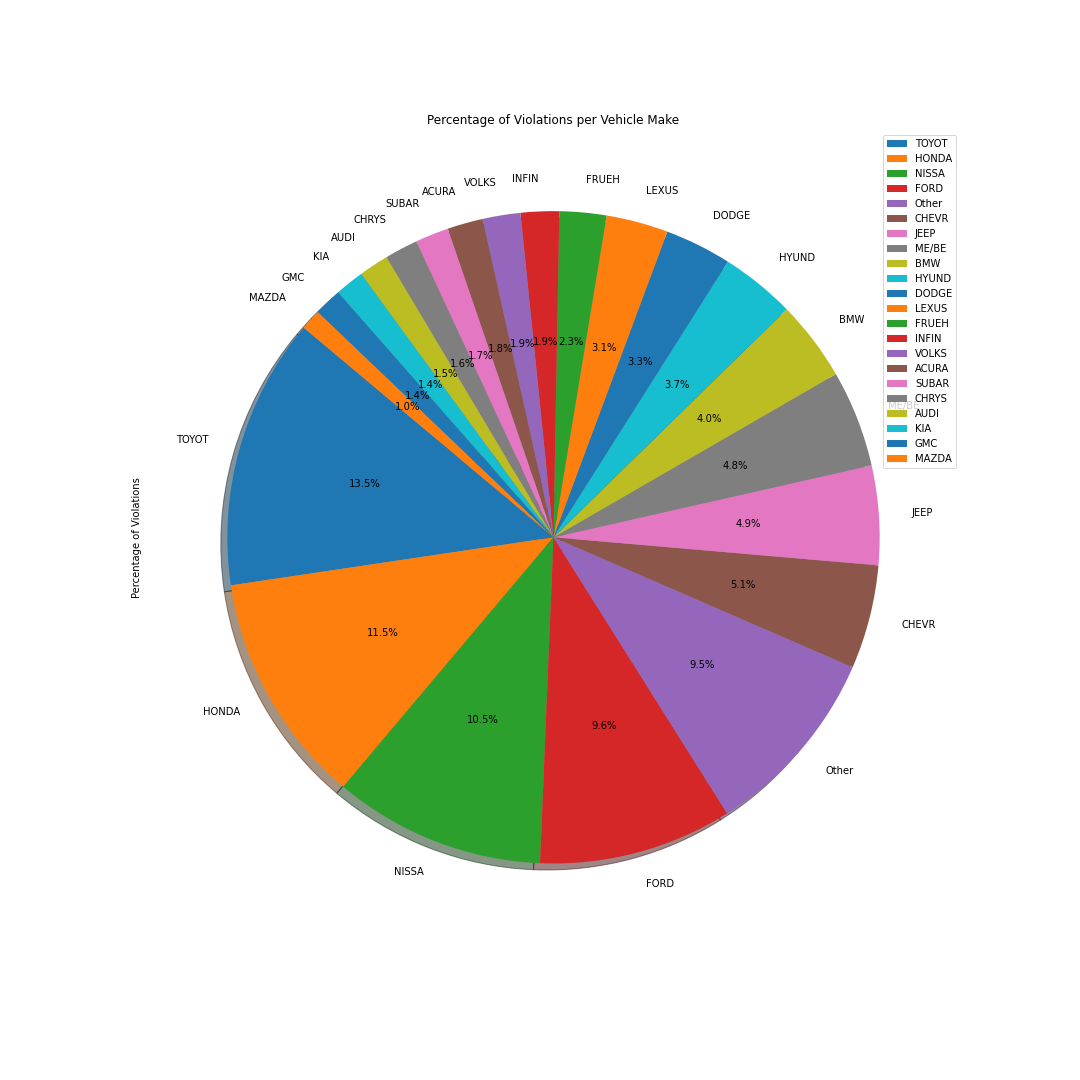 Percentage of Violations per Vehicle Make
TOYOT
HONDA
NISSA
FORD
Other
CHEVR
JEEP
ME/BE
BMW
HYUND
DODGE
LEXUS
FRUEH
INFIN
VOLKS
ACURA
SUBAR
CHRYS
AUDI
KIA
GMC
MAZDA
Percentage of Violations
TOYOT
HONDA
NISSA
FORD
Other
CHEVR
JEEP
ME/BE
BMW
HYUND
DODGE
LEXUS
FRUEH
INFIN
VOLKS
ACURA
SUBAR
CHRYS
AUDI
KIA
GMC
MAZDA
13.5%
11.5%
10.5%
9.6%
9.5%
5.1%
4.9%
4.8%
4.0%
3.7%
3.3%
3.1%
2.3%
1.9%
1.9%
1.8%
1.7%
1.6%
1.5%
1.4%
1.4%
1.0%